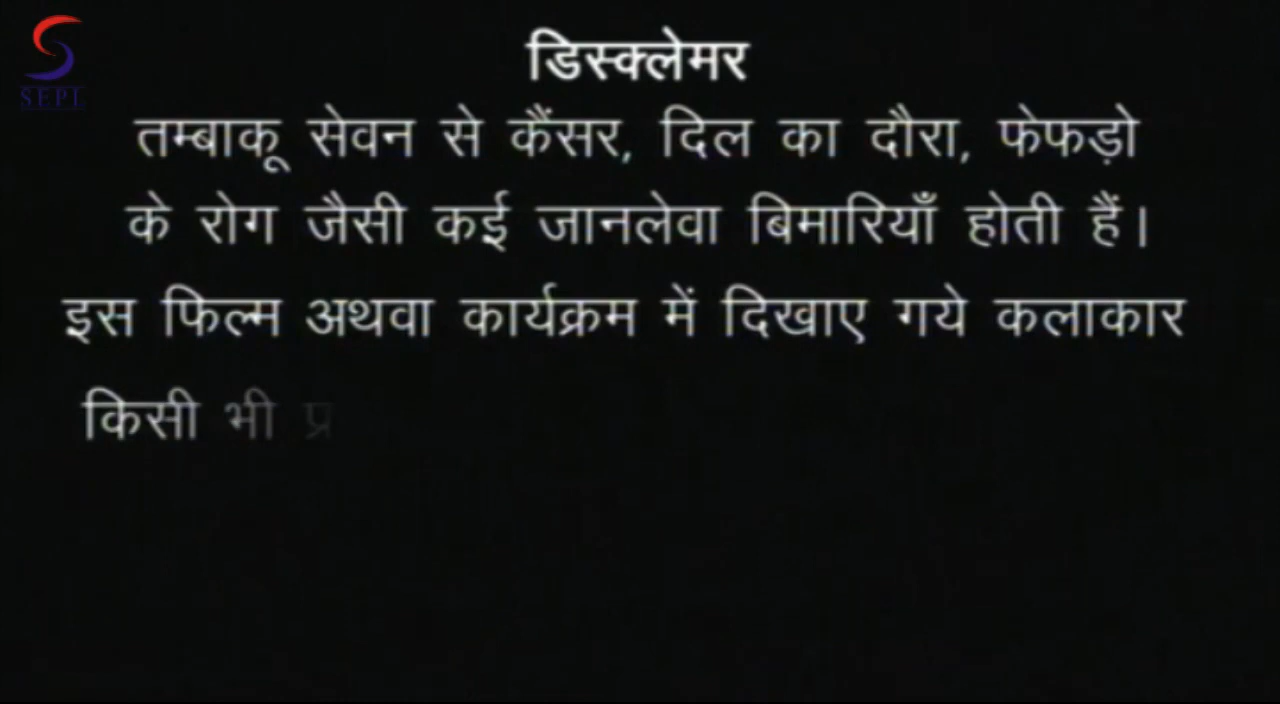 SEPL
डिस्क्लेमर
तम्बाकू सेवन से कैंसर, दिल का दौरा, फेफड़ो
के रोग जैसी कई जानलेवा बिमारियाँ होती हैं।
इस फिल्म अथवा कार्यक्रम में दिखाए गये कलाकार
किसी भी प्र